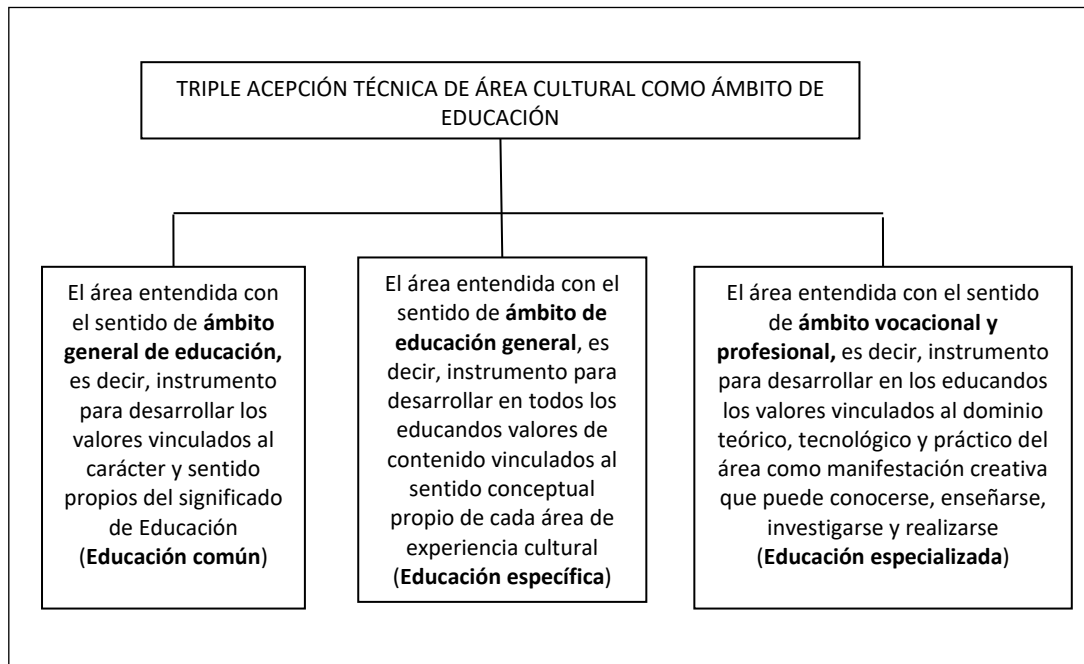 TRIPLE ACEPCIÓN TÉCNICA DE ÁREA CULTURAL COMO ÁMBITO DE
EDUCACIÓN
El área entendida con
el sentido de ámbito
general de educación,
es decir, instrumento
para desarrollar los
valores vinculados al
carácter y sentido
propios del significado
de Educación
(Educación común)
El área entendida con el
sentido de ámbito de
educación general, es
decir, instrumento para
desarrollar en todos los
educandos valores de
contenido vinculados al
sentido conceptual
propio de cada área de
experiencia cultural
(Educación específica)
El área entendida con el sentido
de ámbito vocacional y
profesional, es decir, instrumento
para desarrollar en los educandos
los valores vinculados al dominio
teórico, tecnológico y práctico del
área como manifestación creativa
que puede conocerse, enseñarse,
investigarse y realizarse
(Educación especializada)